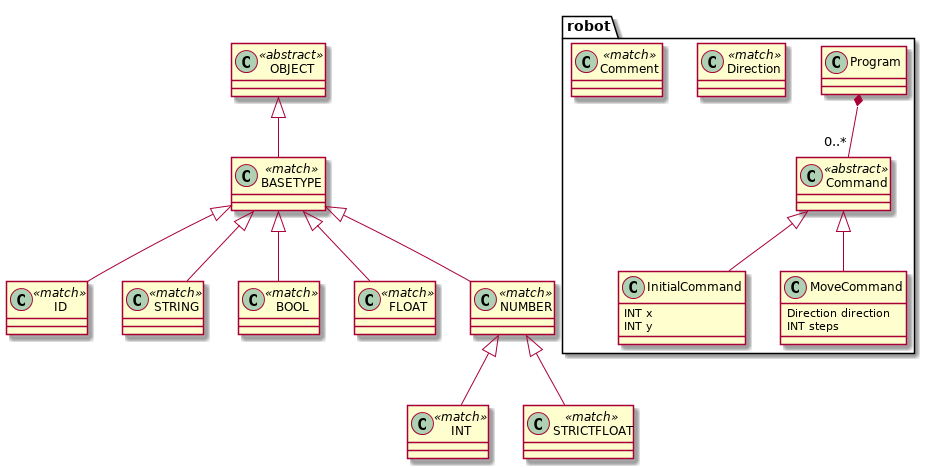 robot
C «abstract» OBJECT
C «match» Comment
C «match» Direction
C Program
0..*
C «match» BASETYPE
C «abstract» Command
C «match» ID
C «match» STRING
C «match» BOOL
C «match» FLOAT
C «match» NUMBER
C InitialCommand
INT x
INT y
C MoveCommand
Direction direction
INT steps
C «match» INT
C «match» STRICTFLOAT